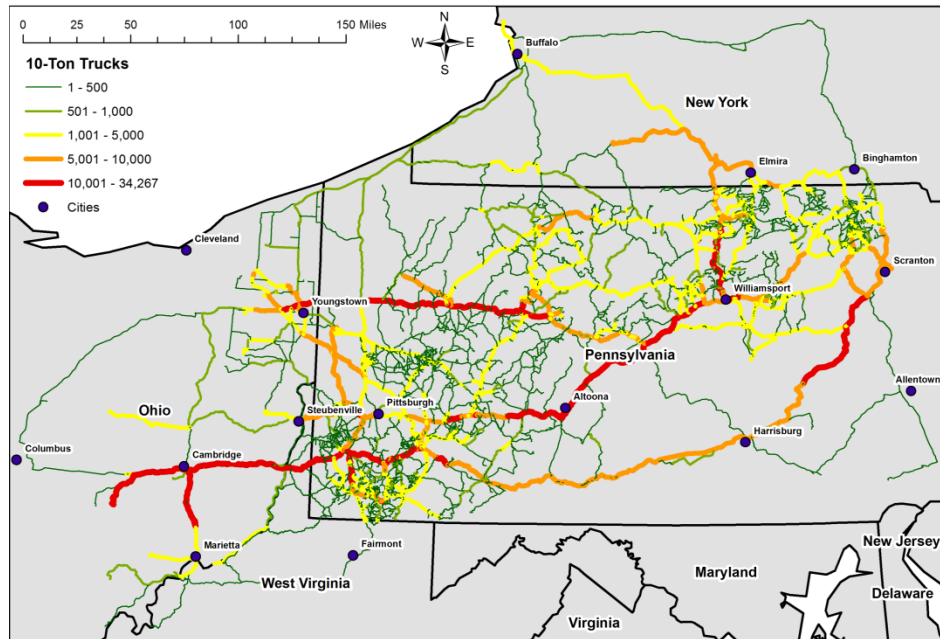 0 25 50 100 150 Miles
N
W E
S
10-Ton Trucks
1 - 500
501 - 1,000
1,001 - 5,000
5,001 - 10,000
10,001 - 34,267
Cities
Buffalo
New York
Elmira
Binghamton
Cleveland
Scranton
Youngstown
Williamsport
Pennsylvania
Allentown
Ohio
Steubenville
Pittsburgh
Altoona
Harrisburg
Columbus
Cambridge
Marietta
Fairmont
West Virginia
Maryland
New Jersey
Delaware
Virginia